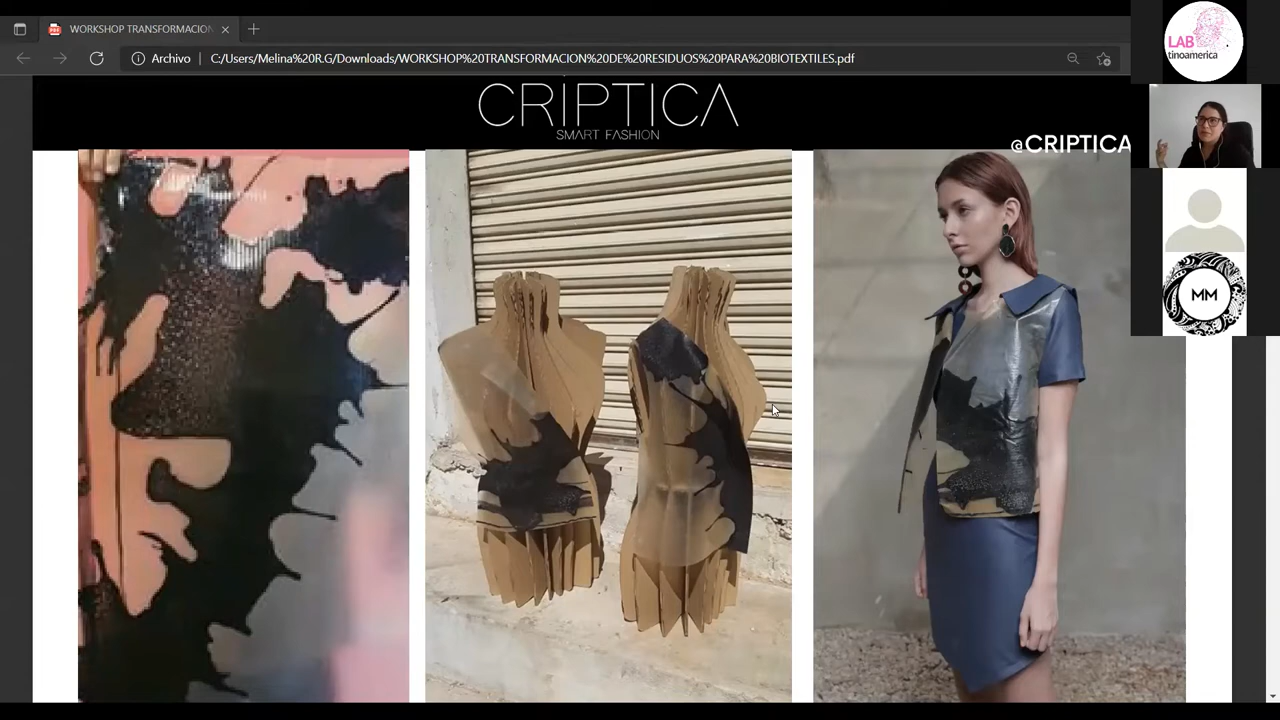 WORKSHOP TRANSFORMACION
Archivo
C:/Users/Melina%20R.G/Downloads/WORKSHOP%20TRANSFORMACION%20DE%20RESIDUOS%20PARA%20BIOTEXTILES.pdf
CRIPTICA
SMART FASHION
@CRIPTICA
LAB
tinoamerica
MM